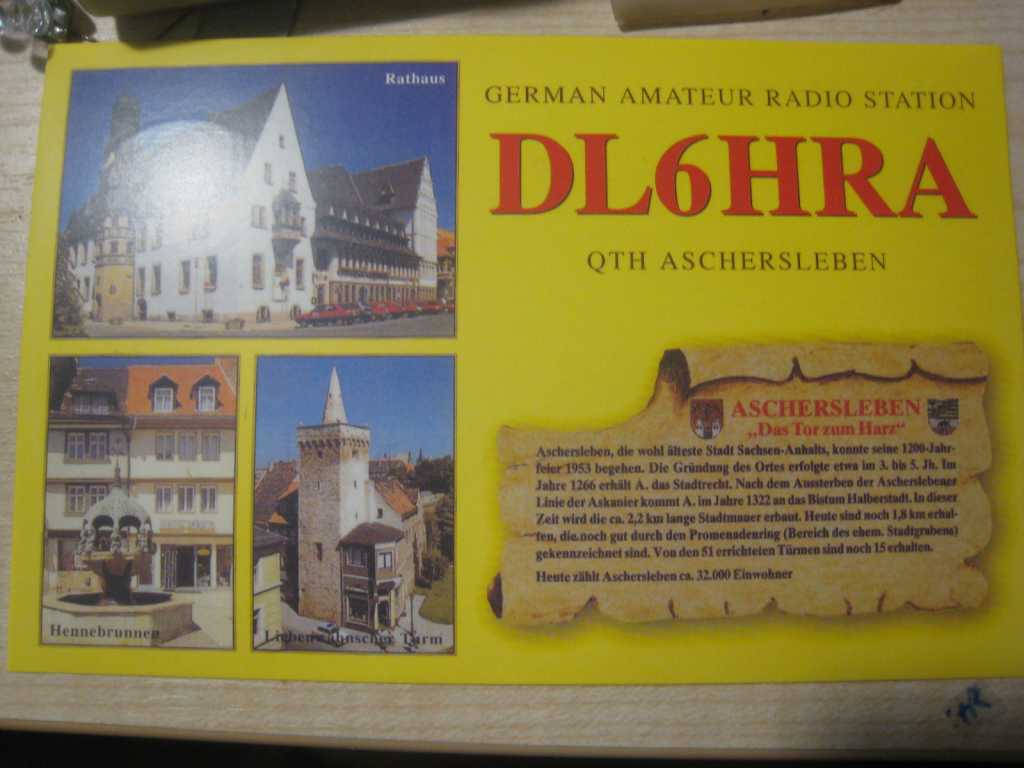 Rathaus
GERMAN AMATEUR RADIO STATION
DL6HRA
QTH ASCHERSLEBEN
ASCHERSLEBEN
„Das Tor zum Harz"
Aschersleben, die wohl älteste Stadt Sachsen-Anhalts, konnte seine 1200-Jahr-
feier 1953 begehen. Die Gründung des Ortes erfolgte etwa im 3. bis 5. Jh. Im
Jahre 1266 erhält A. das Stadtrecht. Nach dem Aussterben der Ascherslebener
Linie der Askanier kommt A. im Jahre 1322 an das Bistum Halberstadt. In dieser
Zeit wird die ca. 2,2 km lange Stadtmauer erbaut. Heute sind noch 1,8 km erhal-
ten, die noch gut durch den Promenadenring (Bereich des ehem. Stadtgrabens)
gekennzeichnet sind. Von den 51 errichteten Türmen sind noch 15 erhalten.
Heute zählt Aschersleben ca. 32.000 Einwohner
Hennebrunnen
Liebenwahnscher Turm